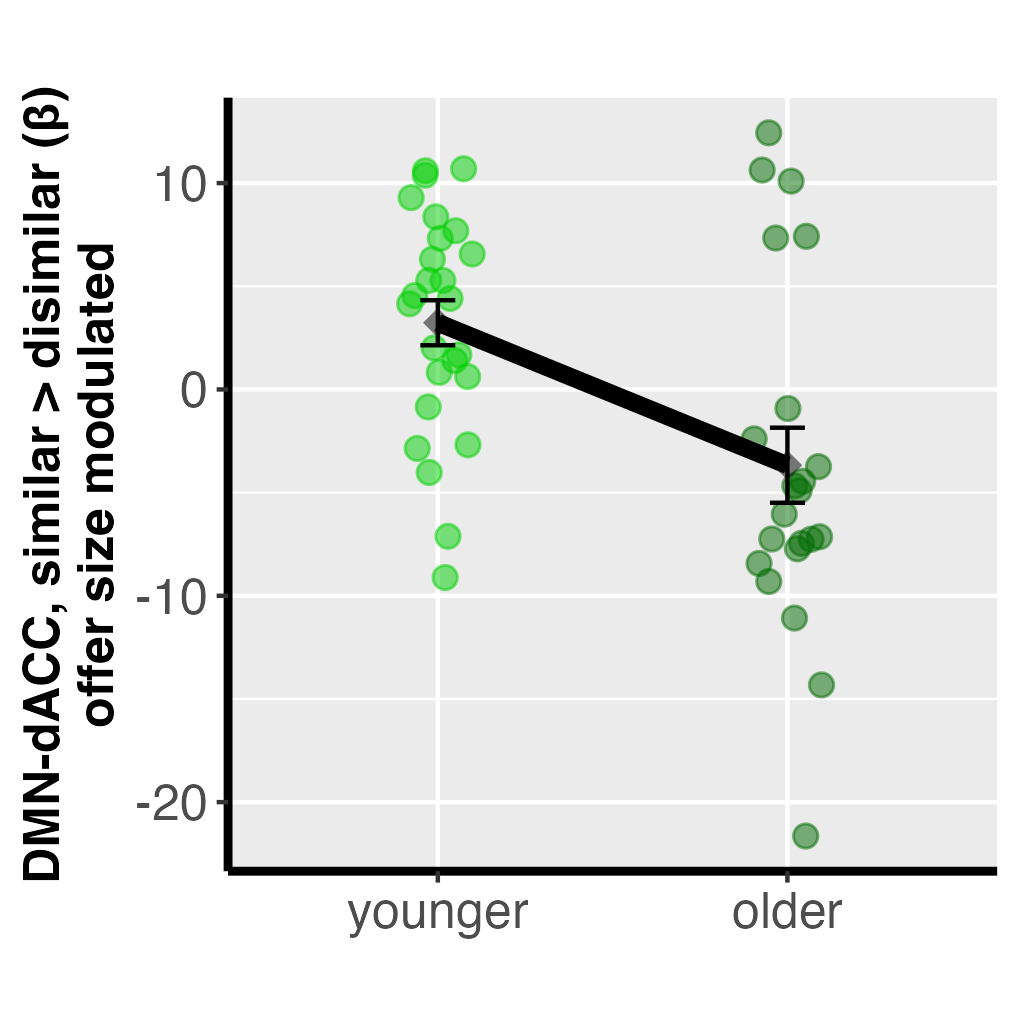 DMN-dACC, similar > disimilar (β)
offer size modulated
10
0
-10
-20
younger
older